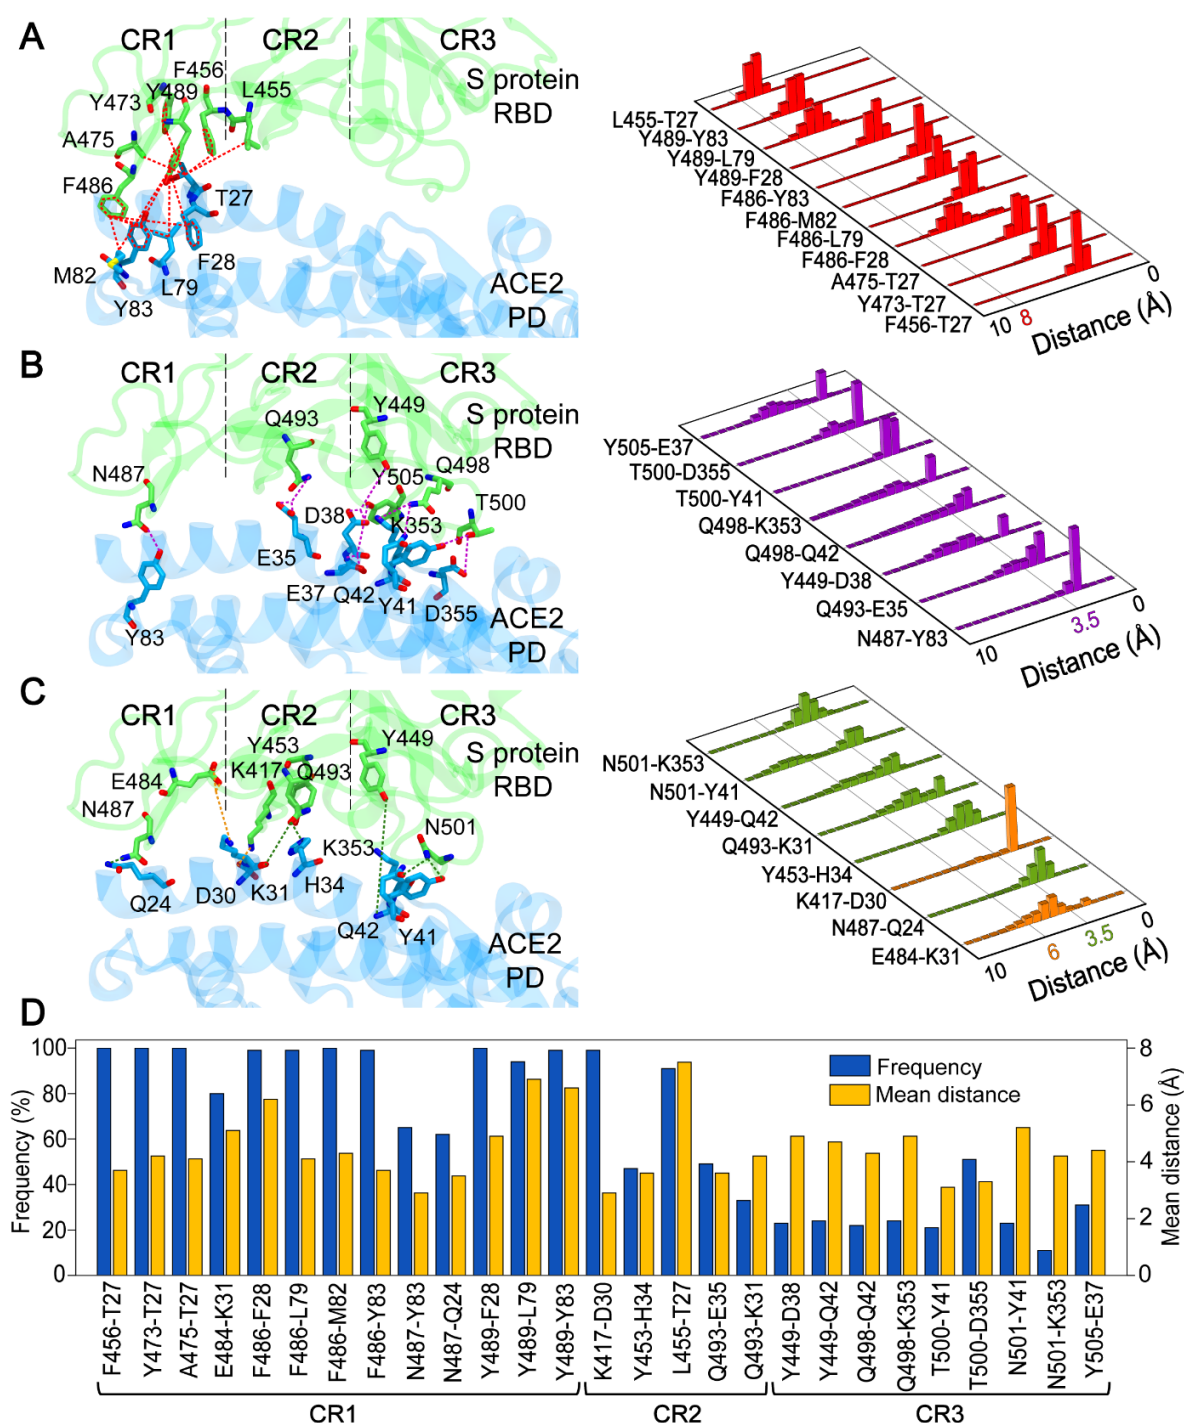 A
CR1
CR2
CR3
S protein
RBD
F456
Y489
L455
Y473
A475
F486
T27
F28
M82
L79
Y83
ACE2
PD
L455-T27
Y489-Y83
Y489-L79
Y489-F28
F486-Y83
F486-M82
F486-L79
F486-F28
A475-T27
Y473-T27
F456-T27
10
8
0
Distance (Å)
B
CR1
CR2
CR3
S protein
RBD
Y449
Q493
N487
Y505
Q498
T500
D38
K353
E35
E37
Q42
Y41
D355
Y83
ACE2
PD
Y505-E37
T500-D355
T500-Y41
Q498-K353
Q498-Q42
Y449-D38
Q493-E35
N487-Y83
10
3.5
0
Distance (Å)
C
CR1
CR2
CR3
S protein
RBD
Y453
Y449
E484
K417
Q493
N487
N501
K353
Q24
D30
K31
H34
Q42
Y41
ACE2
PD
N501-K353
N501-Y41
Y449-Q42
Q493-K31
Y453-H34
K417-D30
N487-Q24
E484-K31
10
6
3.5
0
Distance (Å)
D
Frequency (%)
100
80
60
40
20
0
Frequency
Mean distance
8
6
4
2
0
Mean distance (Å)
F456-T27
Y473-T27
A475-T27
E484-K31
F486-F28
F486-L79
F486-M82
F486-Y83
N487-Y83
N487-Q24
Y489-F28
Y489-L79
Y489-Y83
K417-D30
Y453-H34
L455-T27
Q493-E35
Q493-K31
Y449-D38
Y449-Q42
Q498-Q42
Q498-K353
T500-Y41
T500-D355
N501-Y41
N501-K353
Y505-E37
CR1
CR2
CR3